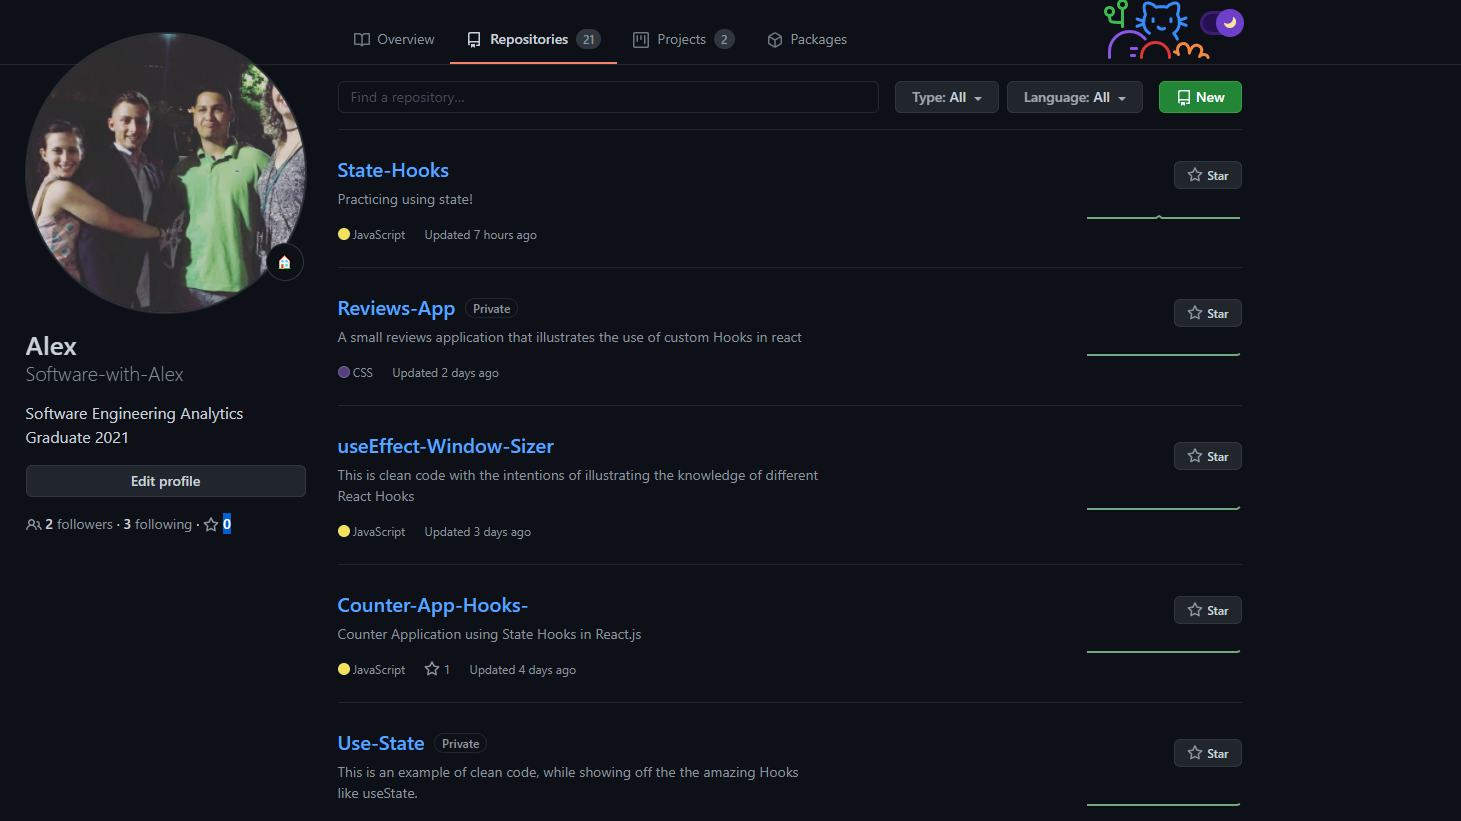 Overview
Repositories 21
Projects 2
Packages
Find a repository...
Type: All
Language: All
New
State-Hooks
Star
Practicing using state!
JavaScript Updated 7 hours ago
Reviews-App Private
Star
A small reviews application that illustrates the use of custom Hooks in react
CSS Updated 2 days ago
useEffect-Window-Sizer
Star
This is clean code with the intentions of illustrating the knowledge of different
React Hooks
JavaScript Updated 3 days ago
Counter-App-Hooks-
Star
Counter Application using State Hooks in React.js
JavaScript 1 Updated 4 days ago
Use-State Private
Star
This is an example of clean code, while showing off the the amazing Hooks
like useState.
Alex
Software-with-Alex
Software Engineering Analytics
Graduate 2021
Edit profile
2 followers · 3 following · 0